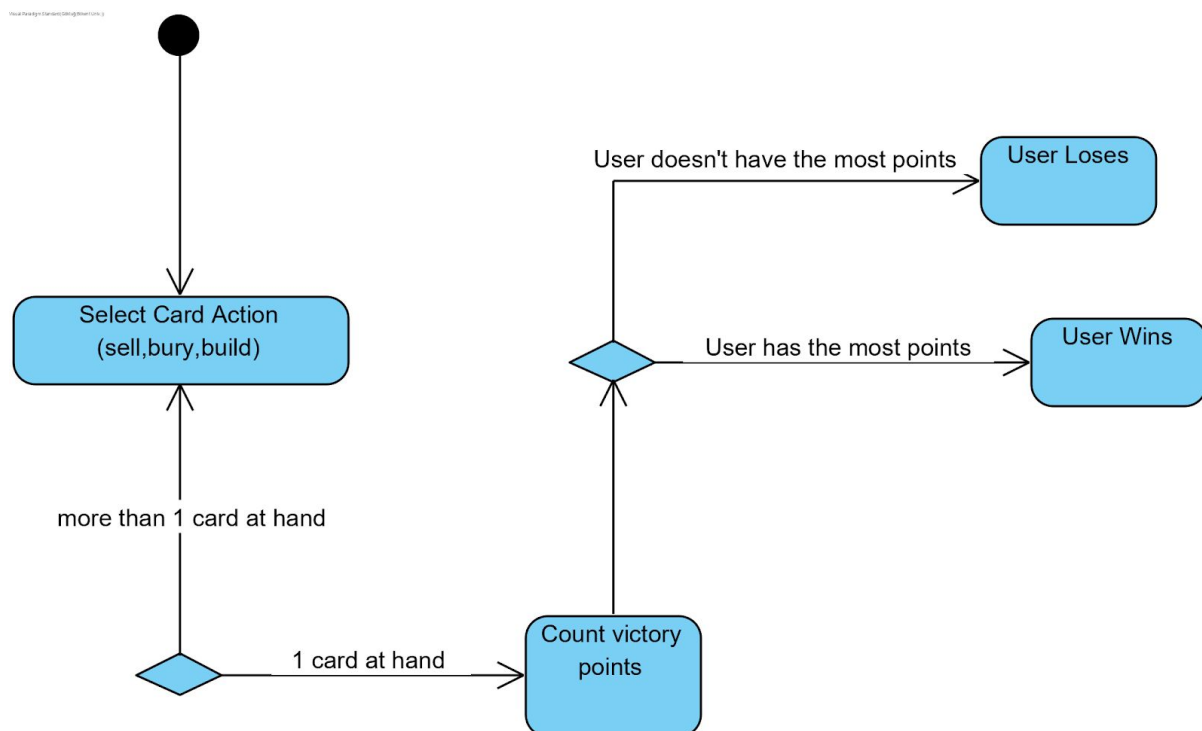 User doesn't have the most points
User Loses
Select Card Action
(sell,bury,build)
User has the most points
User Wins
more than 1 card at hand
1 card at hand
Count victory
points